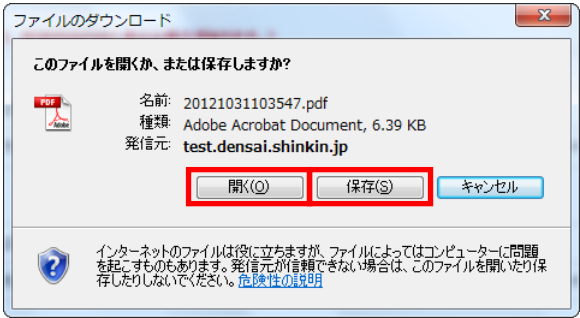 ファイルのダウンロード
このファイルを開くか、または保存しますか?
PDF
Adobe
名前: 20121031103547.pdf
種類: Adobe Acrobat Document, 6.39 KB
発信元: test.densai.shinkin.jp
開く(O) 保存(S) キャンセル
インターネットのファイルは役に立ちますが、ファイルによってはコンピューターに問題
を起こすものもあります。発信元が信頼できない場合は、このファイルを開いたり保
存したりしないでください。危険性の説明